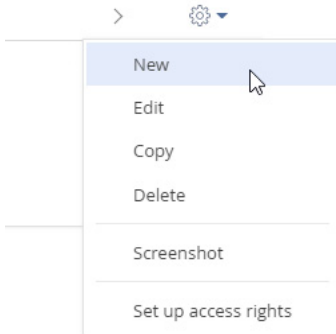 New
Edit
Copy
Delete
Screenshot
Set up access rights